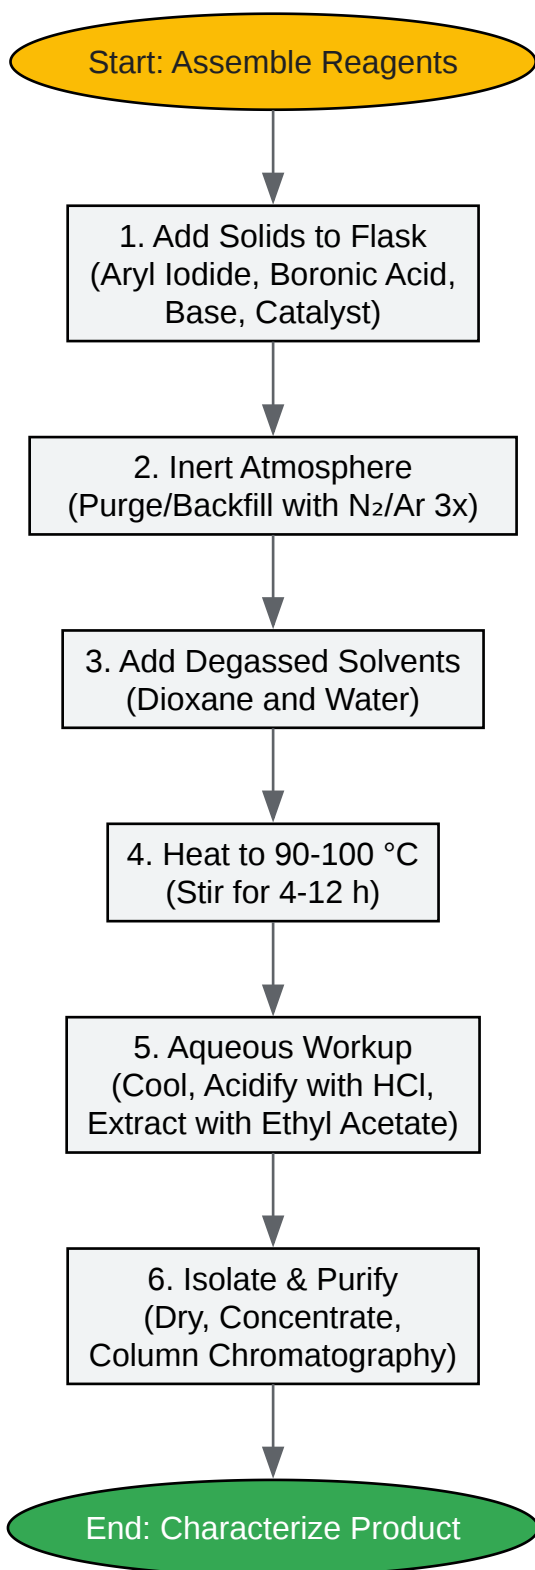 Start: Assemble Reagents
1. Add Solids to Flask
(Aryl Iodide, Boronic Acid,
Base, Catalyst)
2. Inert Atmosphere
(Purge/Backfill with N₂/Ar 3x)
3. Add Degassed Solvents
(Dioxane and Water)
4. Heat to 90-100 °C
(Stir for 4-12 h)
5. Aqueous Workup
(Cool, Acidify with HCl,
Extract with Ethyl Acetate)
6. Isolate & Purify
(Dry, Concentrate,
Column Chromatography)
End: Characterize Product